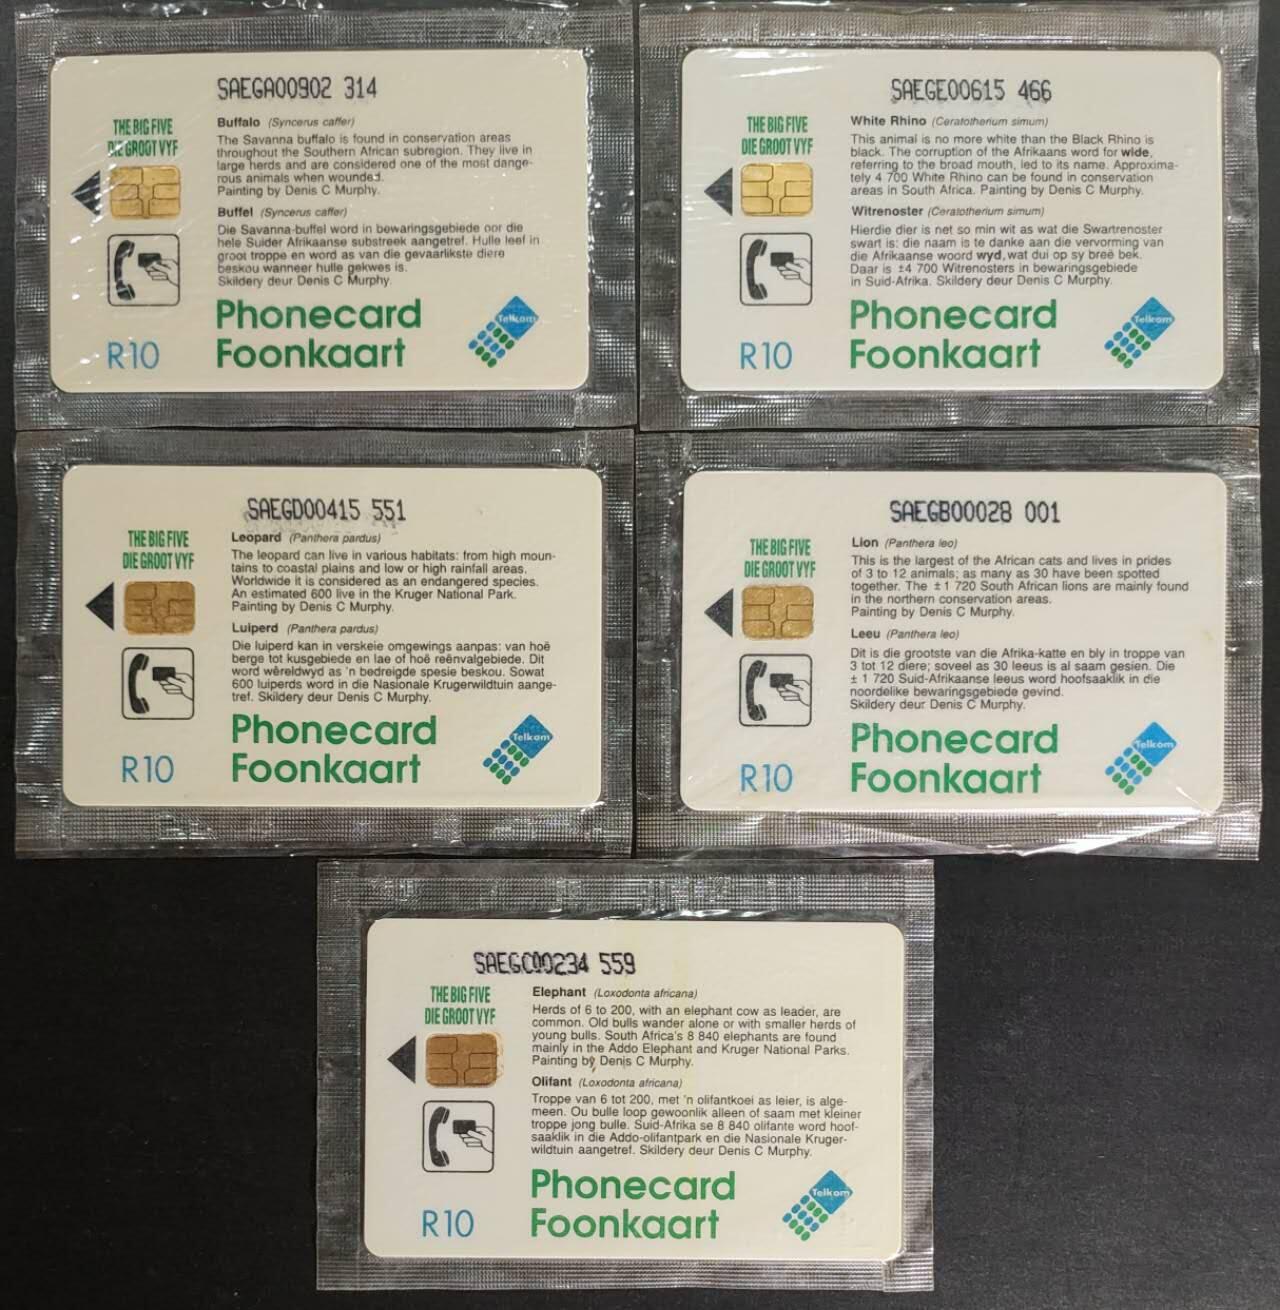 SAEGA00902 314
THE BIG FIVE
DIE GROOT VYF
Buffalo (Syncerus caffer)
The Savanna buffalo is found in conservation areas
throughout the Southern African subregion. They live in
large herds and are considered one of the most dange-
rous animals when wounded.
Painting by Denis C Murphy.
Buffel (Syncerus caffer)
Die Savanna-buffel word in bewaringsgebiede oor die
hele Suider Afrikaanse substreek aangetref. Hulle leef in
groot troppe en word as van die gevaarlikste diere
beskou wanneer hulle gekwes is.
Skildery deur Denis C Murphy.
Phonecard
Foonkaart
R10
Telkom
SAEGE00615 466
THE BIG FIVE
DIE GROOT VYF
White Rhino (Ceratotherium simum)
This animal is no more white than the Black Rhino is
black. The corruption of the Afrikaans word for wide,
referring to the broad mouth, led to its name. Approxima-
tely 4 700 White Rhino can be found in conservation
areas in South Africa. Painting by Denis C Murphy.
Witrenoster (Ceratotherium simum)
Hierdie dier is net so min wit as wat die Swartrenoster
swart is: die naam is te danke aan die vervorming van
die Afrikaanse woord wyd, wat dui op sy breë bek.
Daar is ±4 700 Witrenosters in bewaringsgebiede
in Suid-Afrika. Skildery deur Denis C Murphy.
Phonecard
Foonkaart
R10
Telkom
SAEGD00415 551
THE BIG FIVE
DIE GROOT VYF
Leopard (Panthera pardus)
The leopard can live in various habitats: from high moun-
tains to coastal plains and low or high rainfall areas.
Worldwide it is considered as an endangered species.
An estimated 600 live in the Kruger National Park.
Painting by Denis C Murphy.
Luiperd (Panthera pardus)
Die luiperd kan in verskeie omgewings aanpas: van hoë
berge tot kusgebiede en lae of hoë reënvalgebiede. Dit
word wêreldwyd as 'n bedreigde spesie beskou. Sowat
600 luiperds word in die Nasionale Krugerwildtuin aange-
tref. Skildery deur Denis C Murphy.
Phonecard
Foonkaart
R10
Telkom
SAEGB00028 001
THE BIG FIVE
DIE GROOT VYF
Lion (Panthera leo)
This is the largest of the African cats and lives in prides
of 3 to 12 animals; as many as 30 have been spotted
together. The ± 1 720 South African lions are mainly found
in the northern conservation areas.
Painting by Denis C Murphy.
Leeu (Panthera leo)
Dit is die grootste van die Afrika-katte en bly in troppe van
3 tot 12 diere; soveel as 30 leeus is al saam gesien. Die
± 1 720 Suid-Afrikaanse leeus word hoofsaaklik in die
noordelike bewaringsgebiede gevind.
Skildery deur Denis C Murphy.
Phonecard
Foonkaart
R10
Telkom
SAEGC00234 559
THE BIG FIVE
DIE GROOT VYF
Elephant (Loxodonta africana)
Herds of 6 to 200, with an elephant cow as leader, are
common. Old bulls wander alone or with smaller herds of
young bulls. South Africa's 8 840 elephants are found
mainly in the Addo Elephant and Kruger National Parks.
Painting by Denis C Murphy.
Olifant (Loxodonta africana)
Troppe van 6 tot 200, met 'n olifantkoei as leier, is alge-
meen. Ou bulle loop gewoonlik alleen of saam met kleiner
troppe jong bulle. Suid-Afrika se 8 840 olifante word hoof-
saaklik in die Addo-olifantpark en die Nasionale Kruger-
wildtuin aangetref. Skildery deur Denis C Murphy.
Phonecard
Foonkaart
R10
Telkom